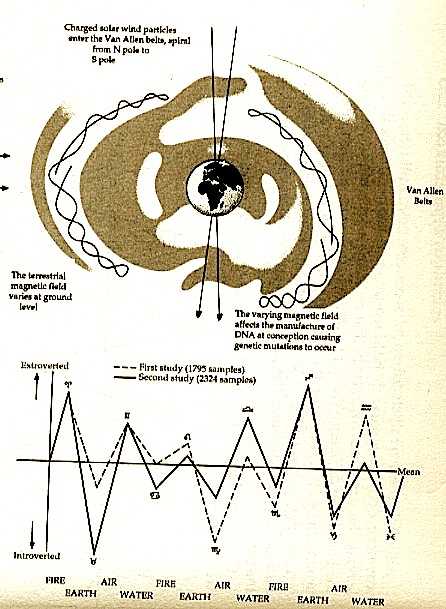 Charged solar wind particles
enter the Van Allen belts, spiral
from N pole to
S pole
Van Allen
Belts
The terrestrial
magnetic field
varies at ground
level
The varying magnetic field
affects the manufacture of
DNA at conception causing
genetic mutations to occur
Extroverted
First study (1795 samples)
Second study (2324 samples)
♈ ♉ ♊ ♋ ♌ ♍ ♎ ♏ ♐ ♑ ♒ ♓
Mean
Introverted
FIRE EARTH AIR WATER FIRE EARTH AIR WATER FIRE EARTH AIR WATER